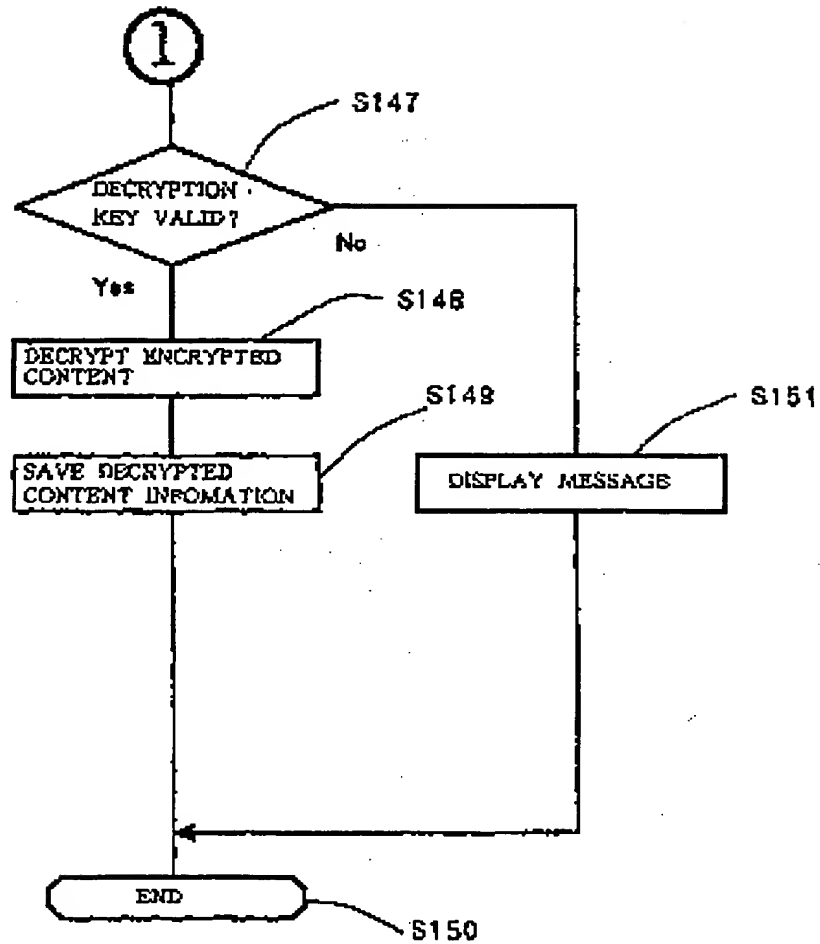 1
S147
DECRYPTION
KEY VALID?
No
Yes
S148
DECRYPT ENCRYPTED
CONTENT
S149
S151
SAVE DECRYPTED
CONTENT INFOMATION
DISPLAY MESSAGE
END
S150